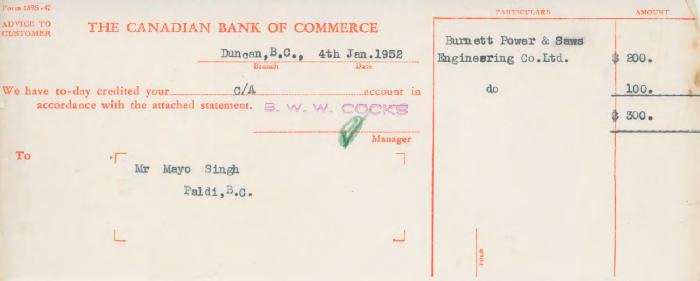 Form 189S-47
ADVICE TO
CUSTOMER
THE CANADIAN BANK OF COMMERCE
Duncan,B.C., 4th Jan.1952
Branch Date
We have to-day credited your C/A account in
accordance with the attached statement.
B. W. W. COCKS
Manager
To
Mr Mayo Singh
Paldi,B.C.
PARTICULARS AMOUNT
Burnett Power & Saws
Engineering Co.Ltd. $ 200.
do 100.
$ 300.
FOLD